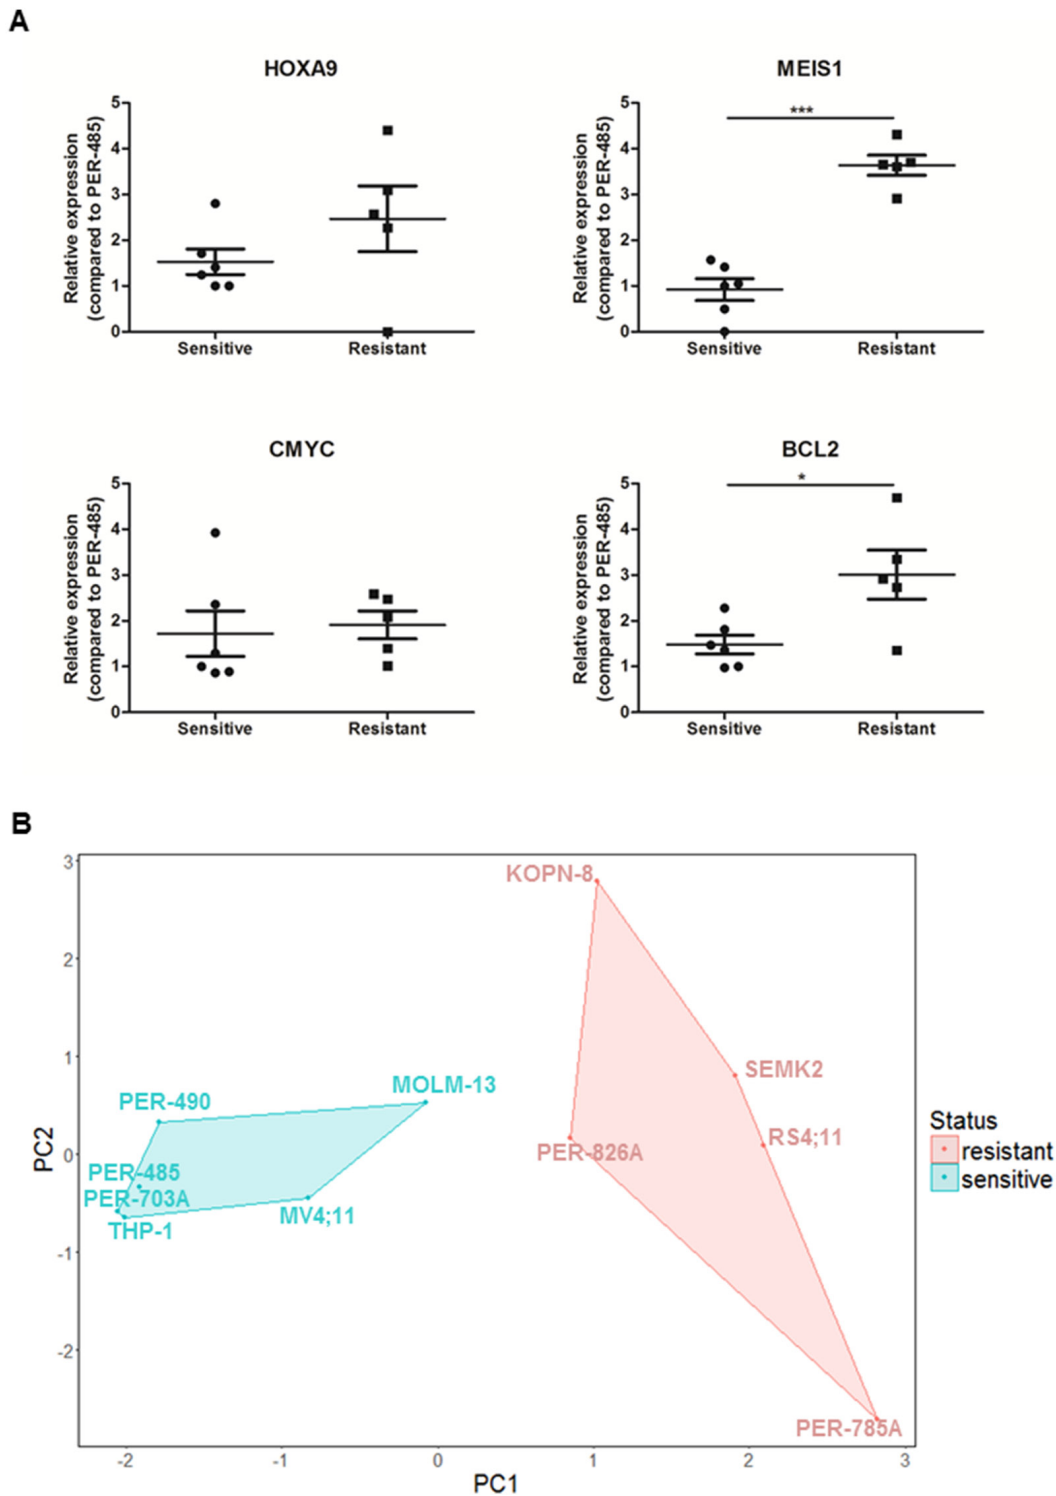 A
HOXA9
Relative expression
(compared to PER-485)
5
4
3
2
1
0
Sensitive Resistant
MEIS1
Relative expression
(compared to PER-485)
5
4
3
2
1
0
***
Sensitive Resistant
CMYC
Relative expression
(compared to PER-485)
5
4
3
2
1
0
Sensitive Resistant
BCL2
Relative expression
(compared to PER-485)
5
4
3
2
1
0
*
Sensitive Resistant
B
PC2
3
2
1
0
-1
-2
KOPN-8
SEMK2
MOLM-13
PER-490
RS4;11
PER-826A
PER-485
PER-703A
MV4;11
THP-1
PER-785A
-2 -1 0 1 2 3
PC1
Status
resistant
sensitive